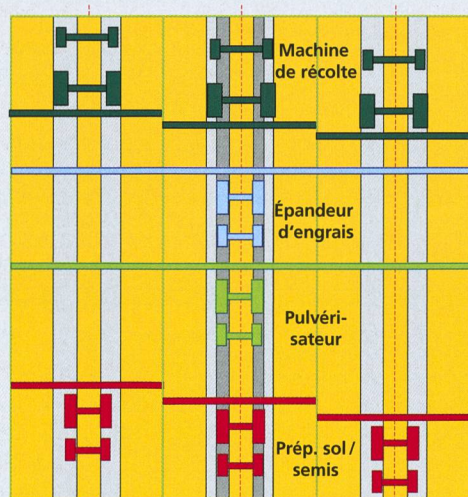 Machine
de récolte
Épandeur
d'engrais
Pulvéri-
sateur
Prép. sol /
semis